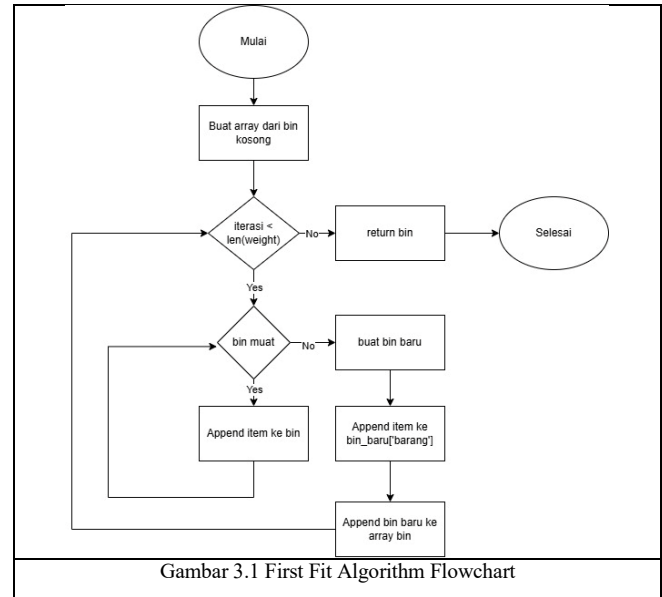 Mulai
Buat array dari bin
kosong
iterasi <
len(weight)
No
return bin
Selesai
Yes
bin muat
No
buat bin baru
Yes
Append item ke bin
Append item ke
bin_baru['barang']
Append bin baru ke
array bin
Gambar 3.1 First Fit Algorithm Flowchart